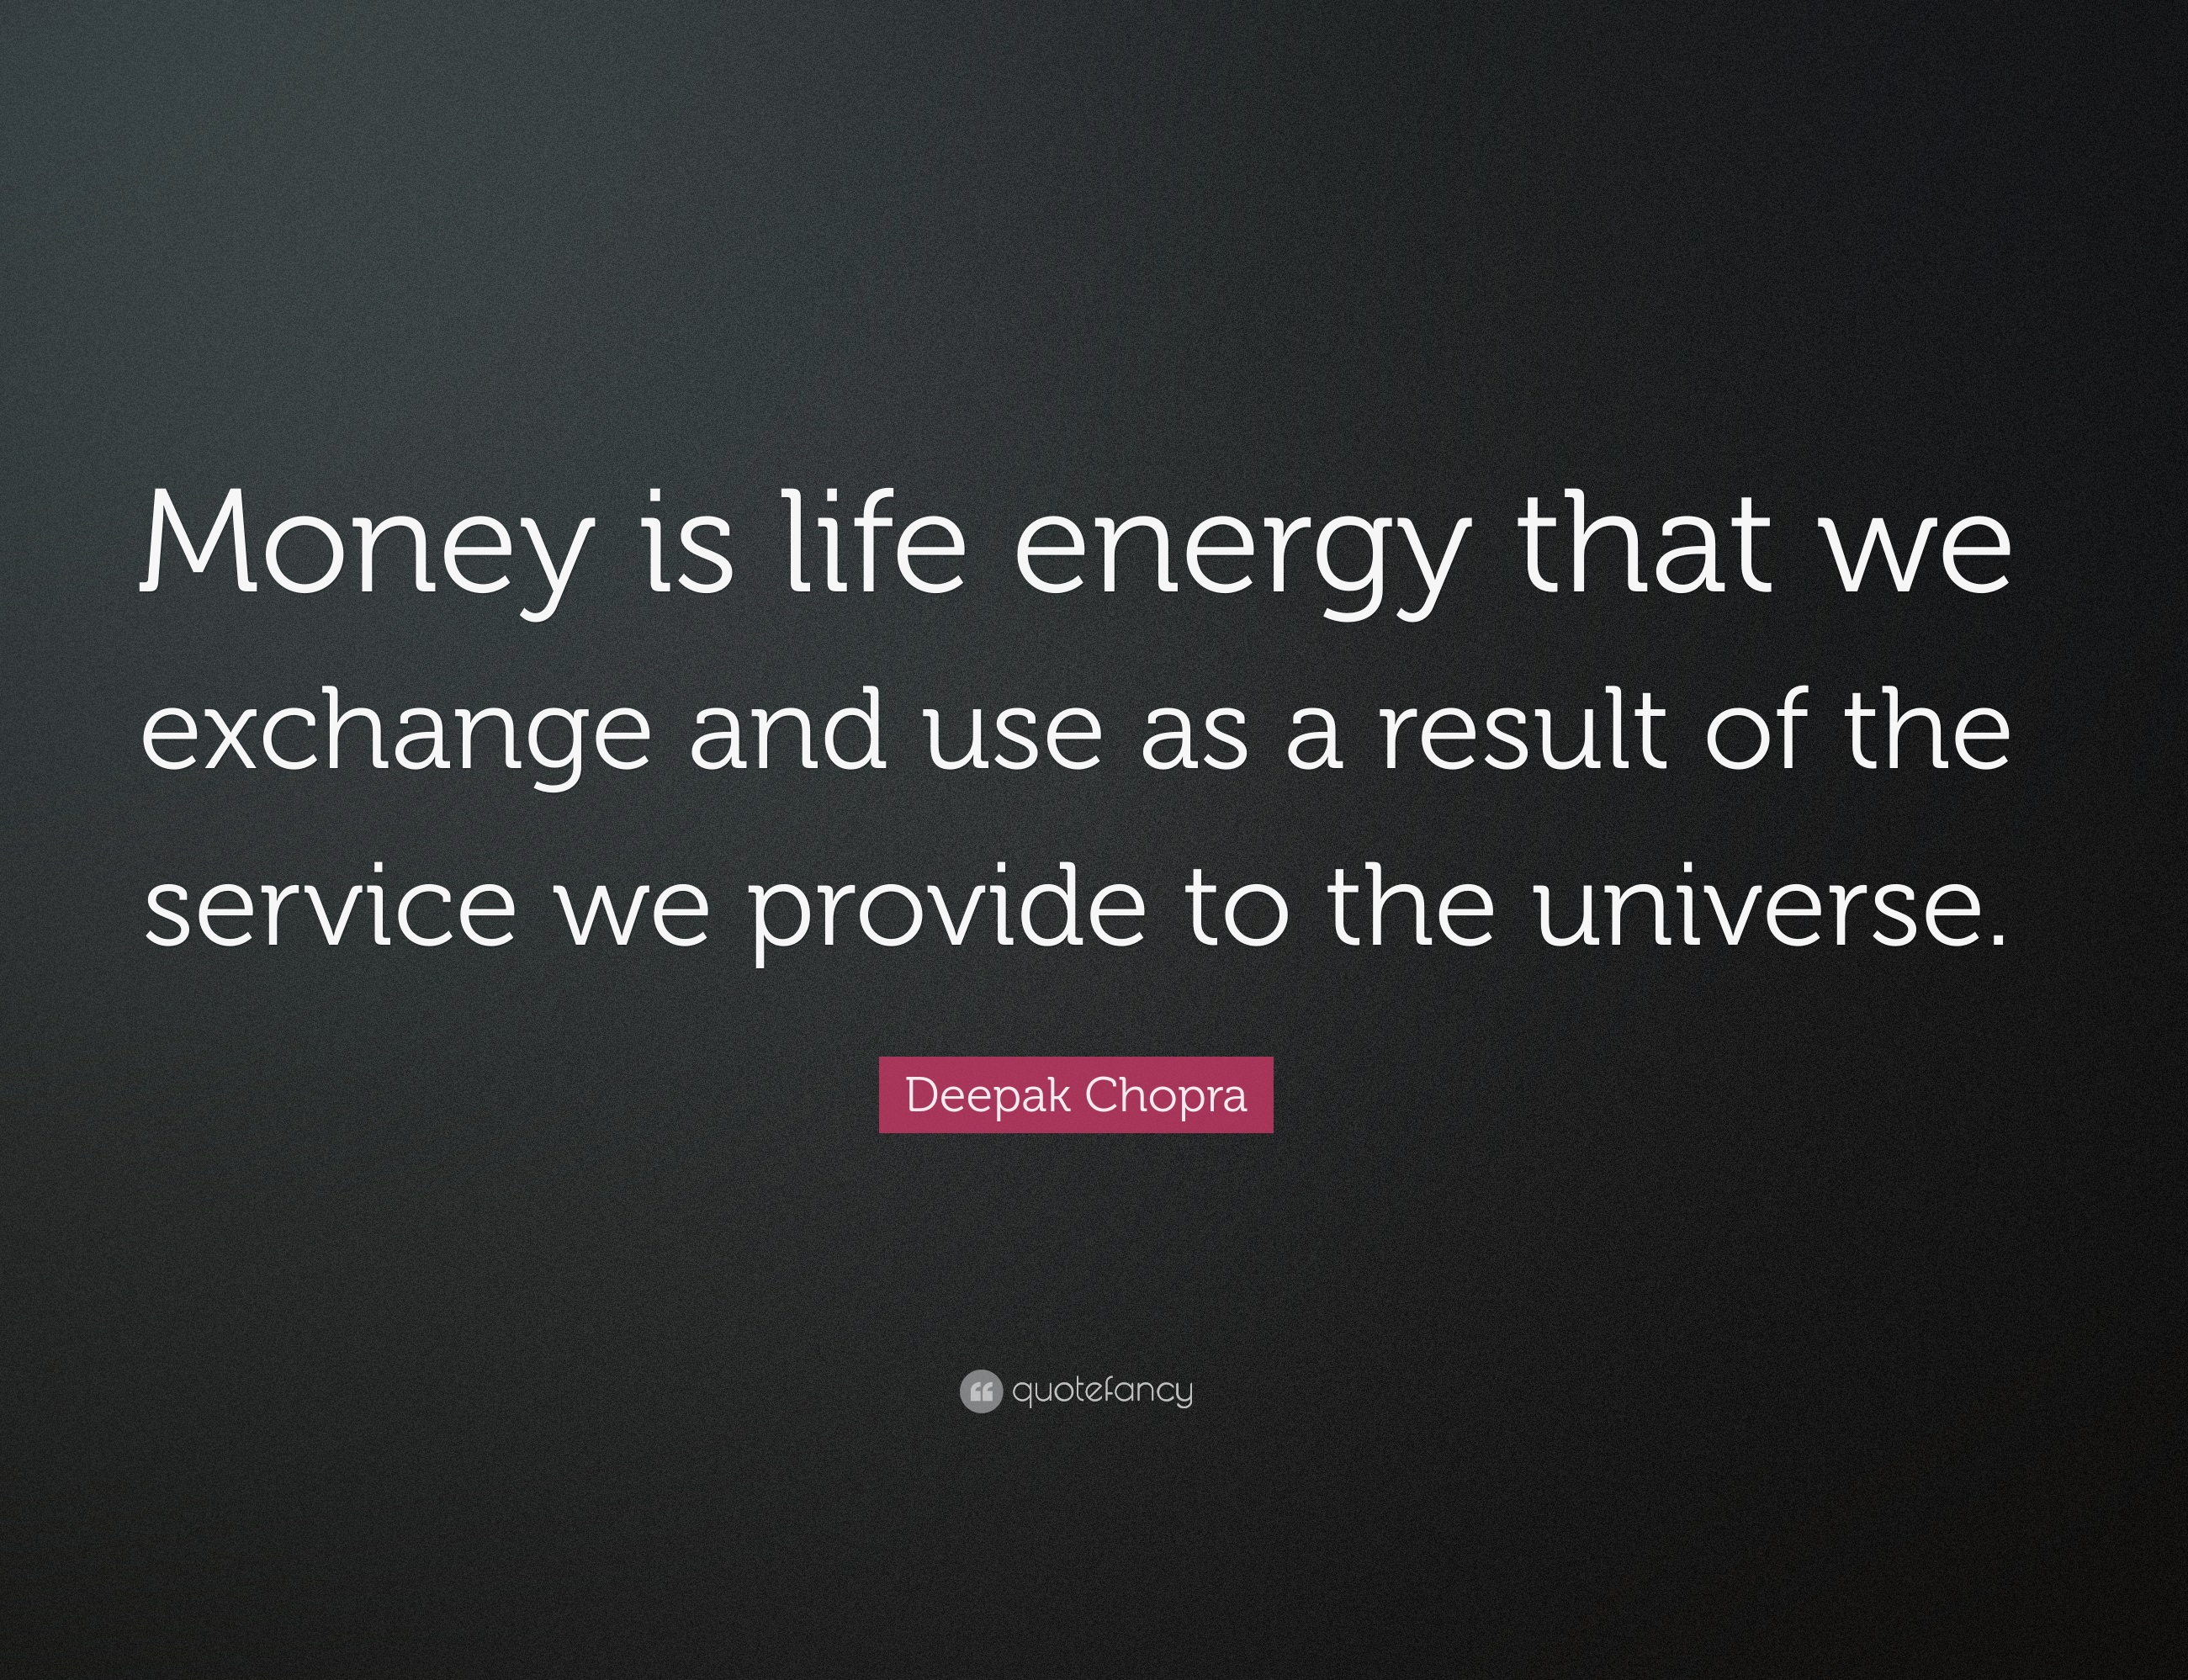 Money is life energy that we
exchange and use as a result of the
service we provide to the universe.
Deepak Chopra
quotefancy